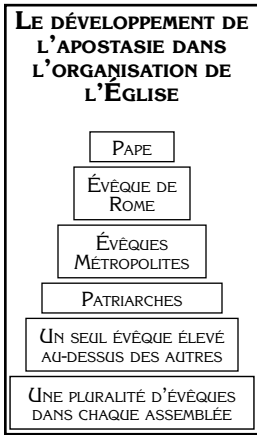 Le développement de
l’apostasie dans
l’organisation de
l’Église
Pape
Évêque de
Rome
Évêques
Métropolites
Patriarches
Un seul évêque élevé
au-dessus des autres
Une pluralité d’évêques
dans chaque assemblée